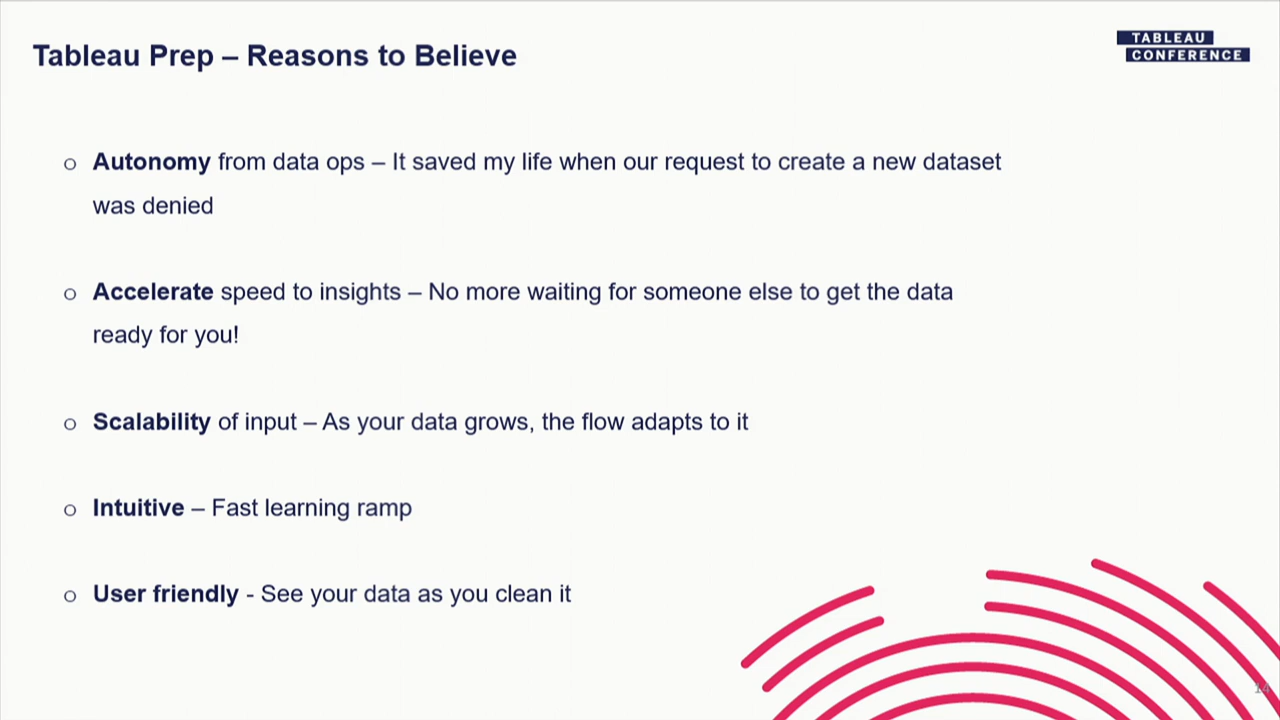 Tableau Prep – Reasons to Believe
TABLEAU
CONFERENCE
o Autonomy from data ops – It saved my life when our request to create a new dataset
was denied
o Accelerate speed to insights – No more waiting for someone else to get the data
ready for you!
o Scalability of input – As your data grows, the flow adapts to it
o Intuitive – Fast learning ramp
o User friendly - See your data as you clean it
14